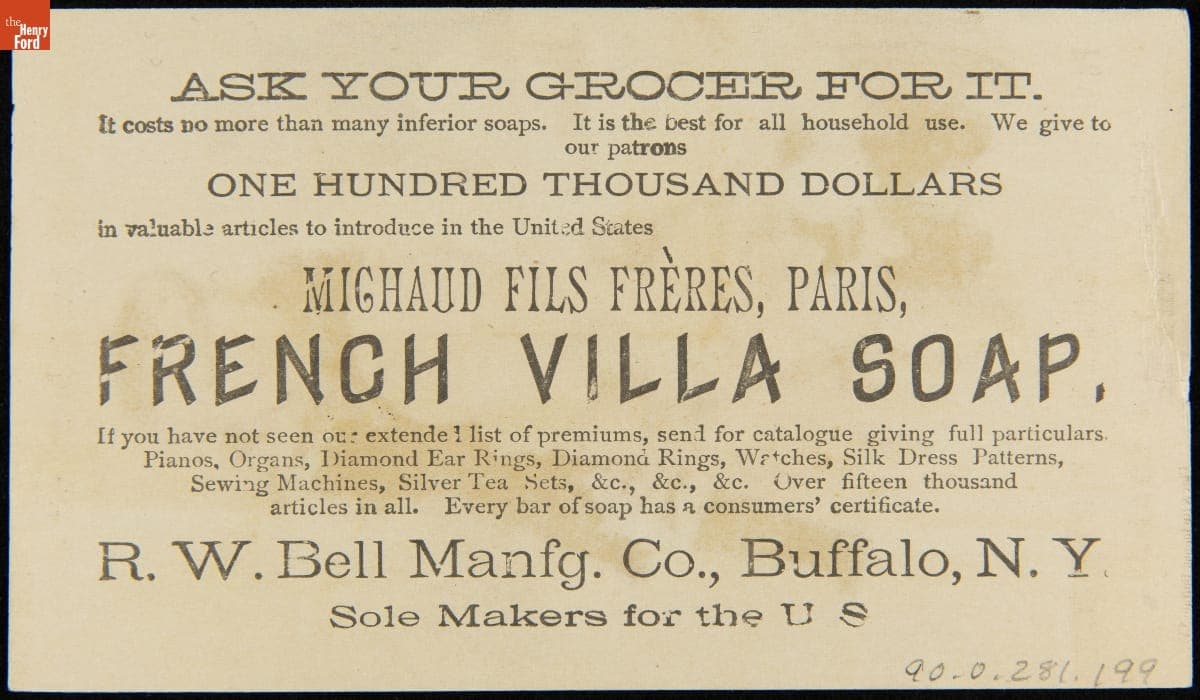 the
Henry
Ford
ASK YOUR GROCER FOR IT.
It costs no more than many inferior soaps. It is the best for all household use. We give to
our patrons
ONE HUNDRED THOUSAND DOLLARS
in valuable articles to introduce in the United States
MICHAUD FILS FRÈRES, PARIS,
FRENCH VILLA SOAP.
If you have not seen our extended list of premiums, send for catalogue giving full particulars.
Pianos, Organs, Diamond Ear Rings, Diamond Rings, Watches, Silk Dress Patterns,
Sewing Machines, Silver Tea Sets, &c., &c., &c. Over fifteen thousand
articles in all. Every bar of soap has a consumers' certificate.
R. W. Bell Manfg. Co., Buffalo, N. Y.
Sole Makers for the U S
90.0.281.199